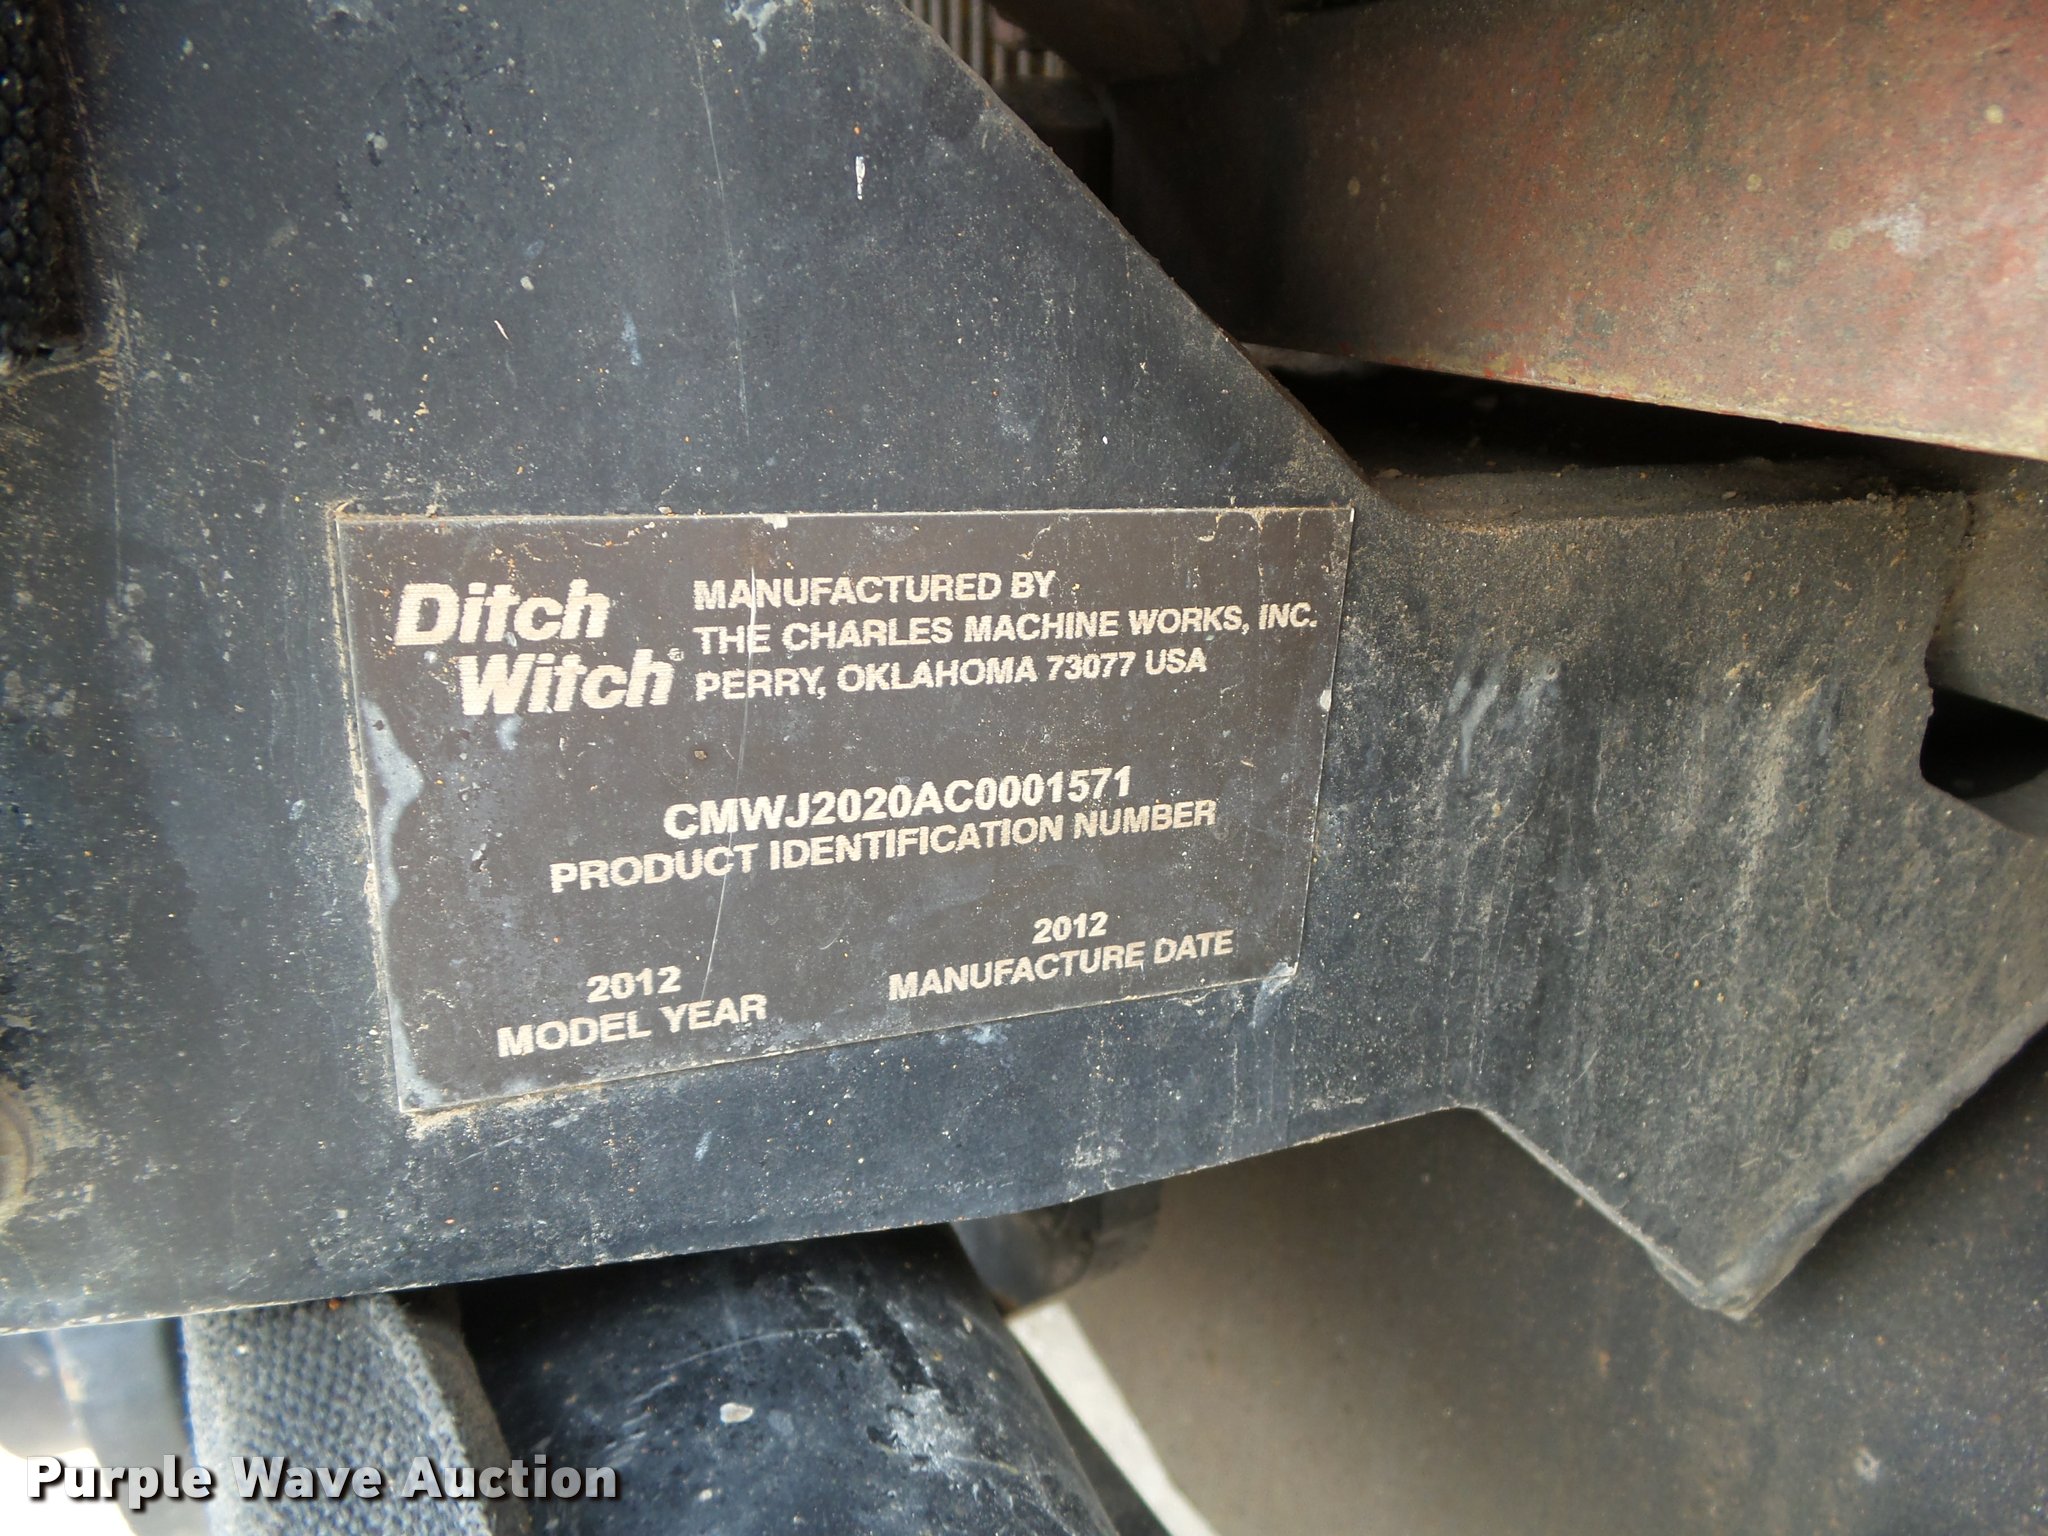 Ditch
Witch®
MANUFACTURED BY
THE CHARLES MACHINE WORKS, INC.
PERRY, OKLAHOMA 73077 USA
CMWJ2020AC0001571
PRODUCT IDENTIFICATION NUMBER
2012
MODEL YEAR
2012
MANUFACTURE DATE
Purple Wave Auction